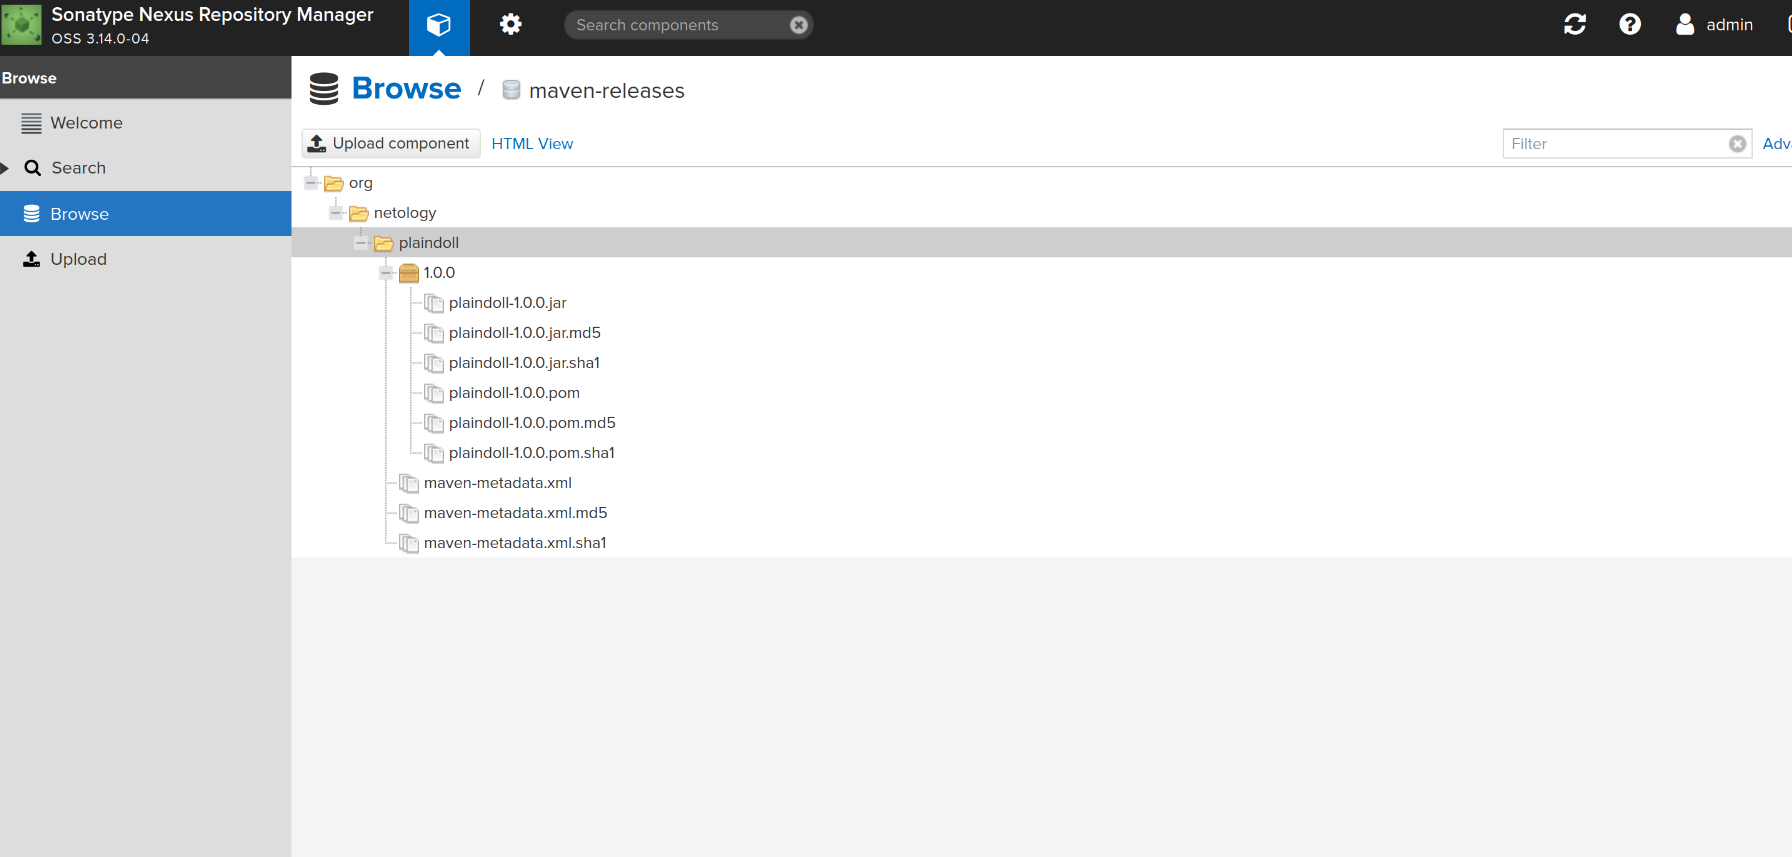 Sonatype Nexus Repository Manager
OSS 3.14.0-04
Search components
admin
Browse
Welcome
Search
Browse
Upload
Browse / maven-releases
Upload component HTML View Filter Adv
org
netology
plaindoll
1.0.0
plaindoll-1.0.0.jar
plaindoll-1.0.0.jar.md5
plaindoll-1.0.0.jar.sha1
plaindoll-1.0.0.pom
plaindoll-1.0.0.pom.md5
plaindoll-1.0.0.pom.sha1
maven-metadata.xml
maven-metadata.xml.md5
maven-metadata.xml.sha1